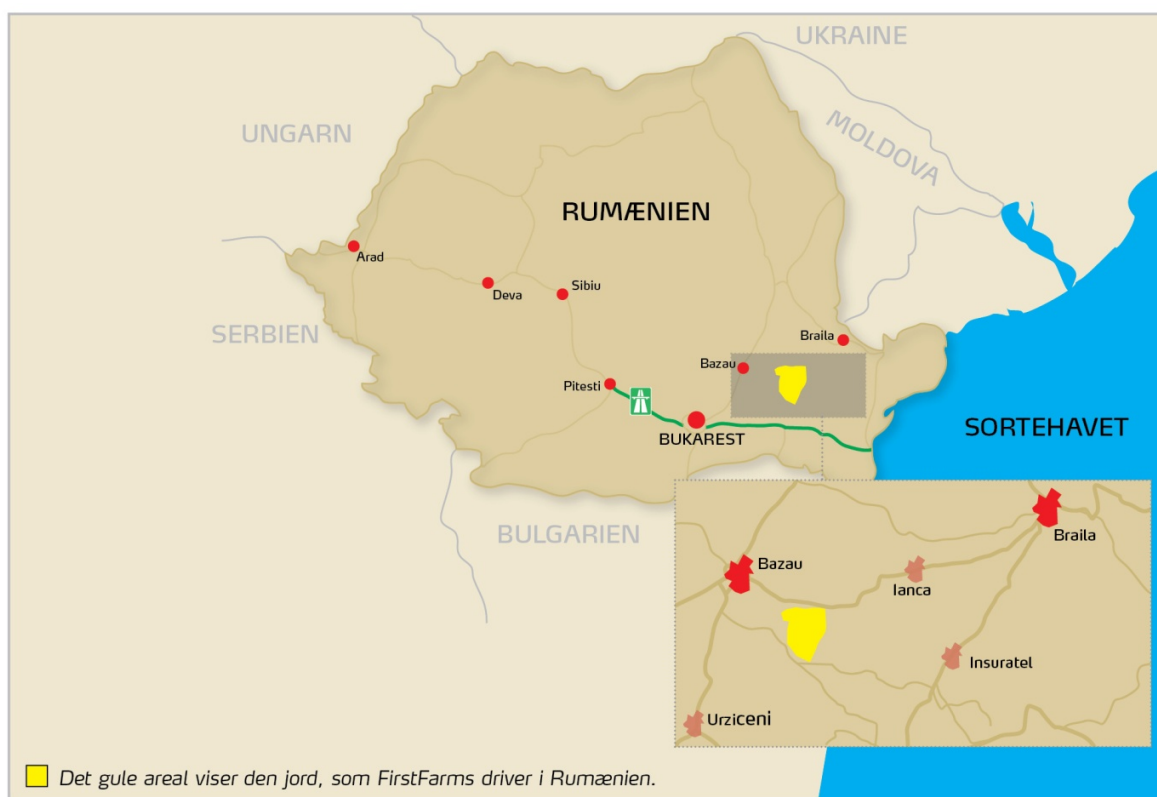 UKRAINE
UNGARN
MOLDOVA
RUMÆNIEN
Arad
Deva
Sibiu
SERBIEN
Braila
Bazau
Pitesti
BUKAREST
SORTEHAVET
BULGARIEN
Braila
Bazau
Ianca
Insuratel
Urziceni
Det gule areal viser den jord, som FirstFarms driver i Rumænien.